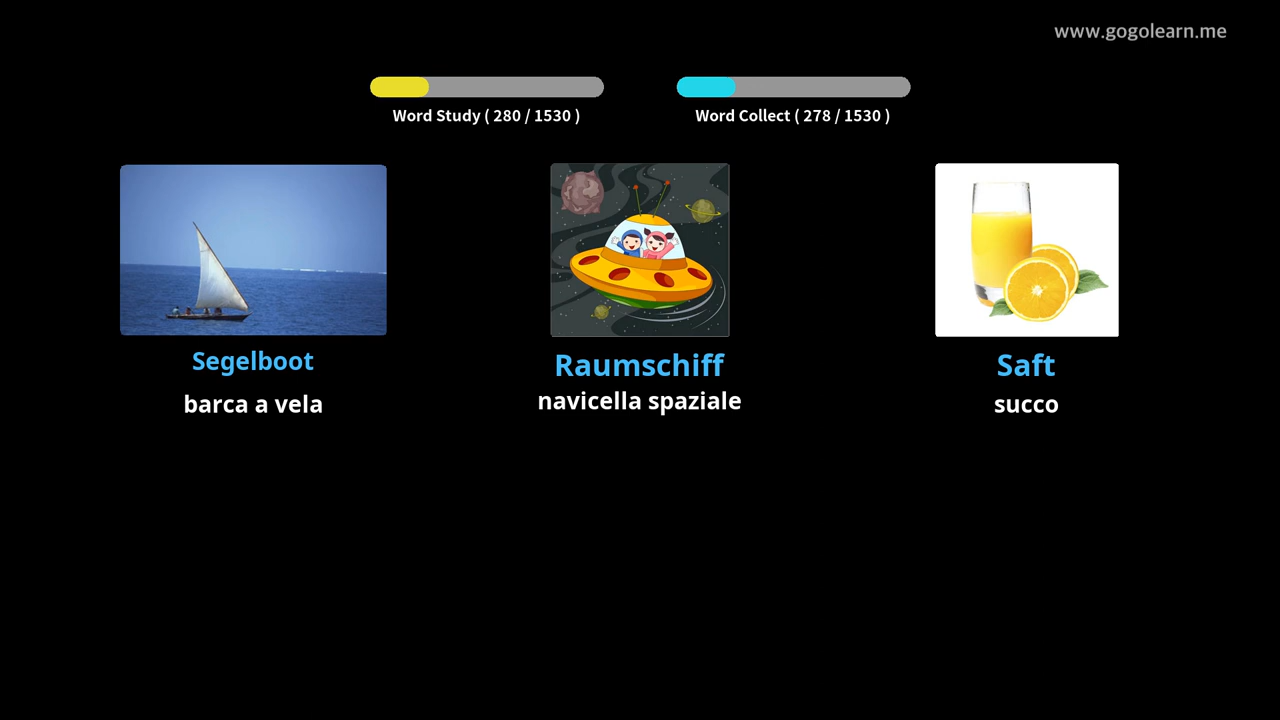 www.gogolearn.me
Word Study ( 280 / 1530 )
Word Collect ( 278 / 1530 )
Segelboot
Raumschiff
Saft
barca a vela
navicella spaziale
succo